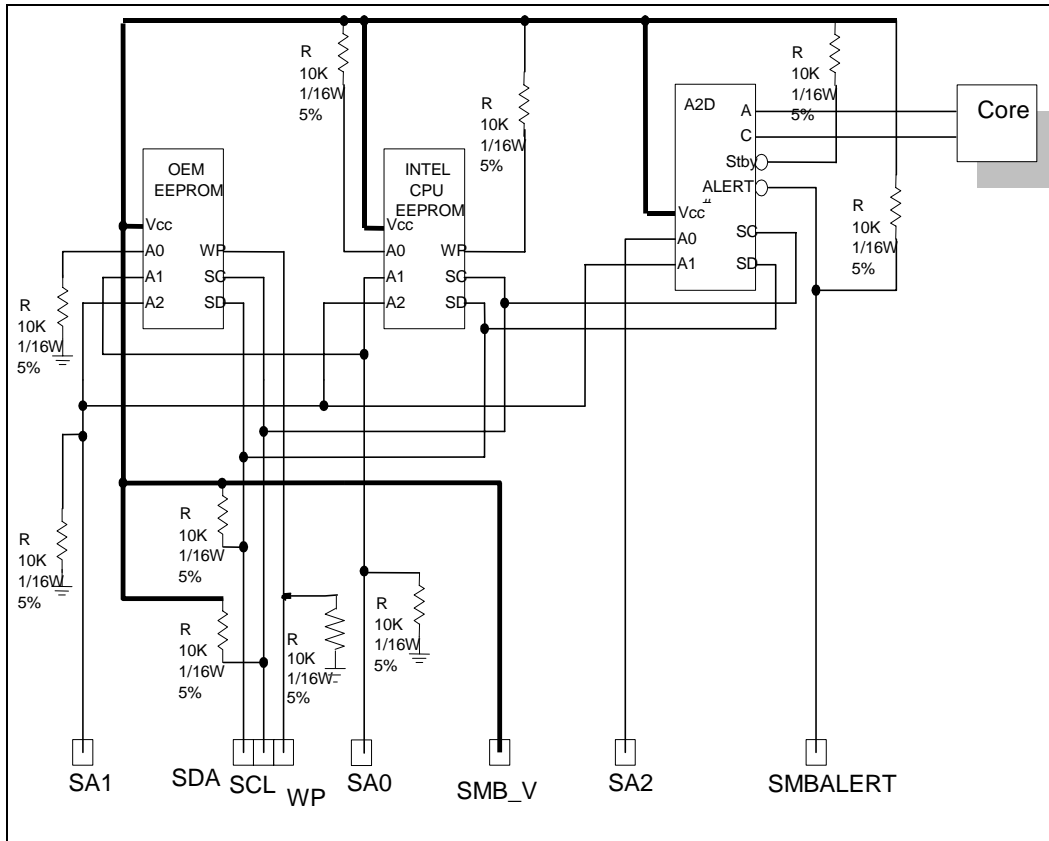 R
10K
1/16W
5%
R
10K
1/16W
5%
R
10K
1/16W
5%
A2D
A
C
Stby
ALERT
#
Vcc
A0
A1
SC
SD
Core
OEM
EEPROM
Vcc
A0
A1
A2
WP
SC
SD
INTEL
CPU
EEPROM
Vcc
A0
A1
A2
WP
SC
SD
R
10K
1/16W
5%
R
10K
1/16W
5%
R
10K
1/16W
5%
R
10K
1/16W
5%
R
10K
1/16W
5%
R
10K
1/16W
5%
R
10K
1/16W
5%
SA1
SDA
SCL
WP
SA0
SMB_V
SA2
SMBALERT